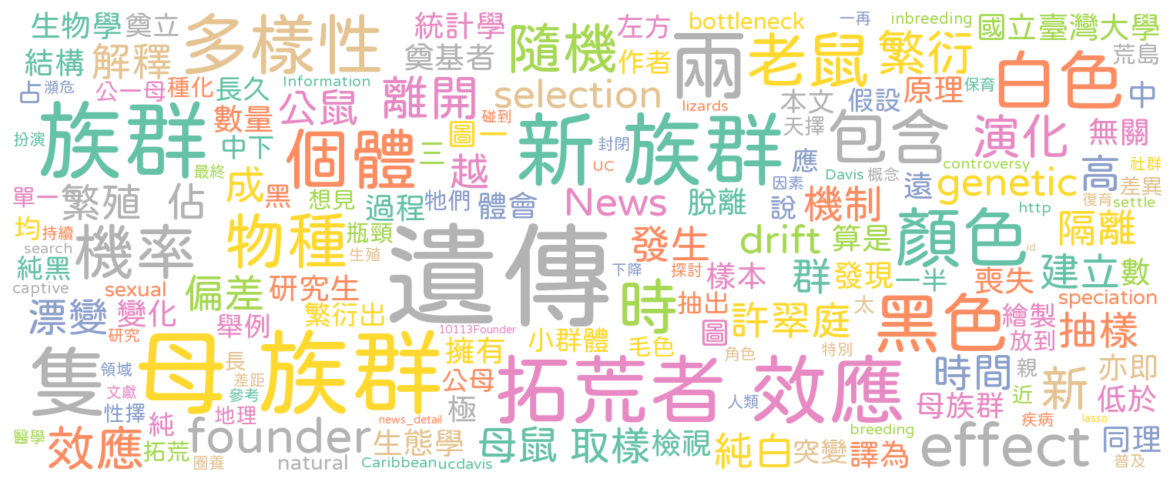 生物學 奠立 多樣性 統計學 左方 bottleneck 一再 inbreeding 國立臺灣大學
結構 解釋 奠基者 隨機 作者 兩 老鼠 繁衍 荒島
占 瀕危 公一母 種化 長久 Information 公鼠 離開 selection lizards 本文 假設 原理 保育 白色 中
扮演 族群 數量 中下 個體 圖一 碰到 新 族群 封閉 天擇 包含 演化 無關
最終 三 越 UC 應 Davis 概念 controversy 社群
單一 繁殖 佔 成 黑 想見 過程 牠們 體會 News 脫離 因素 說 機制 遠 genetic 高 差異 復育 settle
均 持續 機率 物種 瓶頸 遺傳 發生 drift 算是 顏色 http 隔離
search 純黑 生殖 下降 探討 樣本 群 發現 一半 id 喪失 建立 數
captive sexual 偏差 研究生 時 抽出 太 黑色 speciation
漂變 變化 舉例 繁衍出 10113Founder 小群體 毛色 圖 許翠庭 繪製 抽樣
研究 母 族群 擁有 角色 特別 放到
隻 領域 長 差距 公母 拓荒者 效應 時間 親 新 亦即
文獻 參考 極 人類 母族群 近 低於
性擇 純 地理 news_detail 疾病 lasso
醫學 效應 拓荒 founder 生態學 母鼠 取樣 檢視 純白 突變 breeding 譯為 effect 同理
圈養 natural Caribbean ucdavis 普及